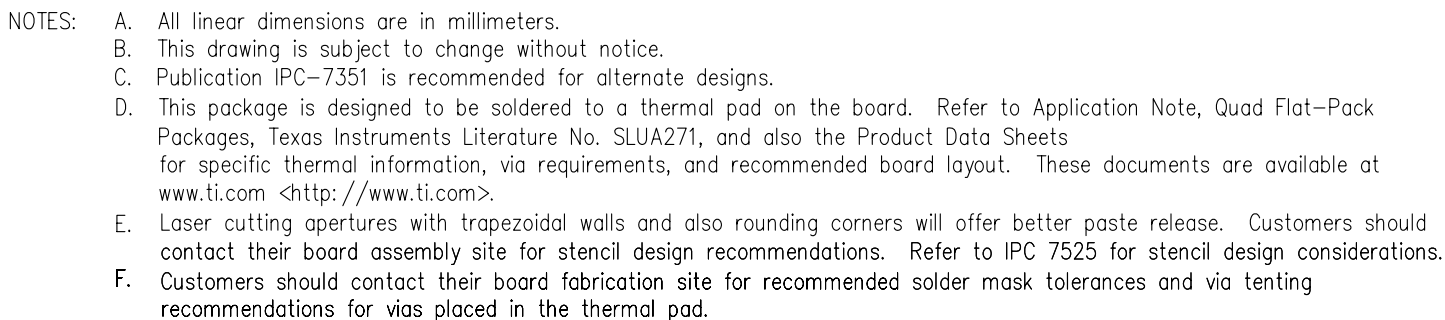 NOTES: A. All linear dimensions are in millimeters.
B. This drawing is subject to change without notice.
C. Publication IPC-7351 is recommended for alternate designs.
D. This package is designed to be soldered to a thermal pad on the board. Refer to Application Note, Quad Flat-Pack
Packages, Texas Instruments Literature No. SLUA271, and also the Product Data Sheets
for specific thermal information, via requirements, and recommended board layout. These documents are available at
www.ti.com <http://www.ti.com>.
E. Laser cutting apertures with trapezoidal walls and also rounding corners will offer better paste release. Customers should
contact their board assembly site for stencil design recommendations. Refer to IPC 7525 for stencil design considerations.
F. Customers should contact their board fabrication site for recommended solder mask tolerances and via tenting
recommendations for vias placed in the thermal pad.